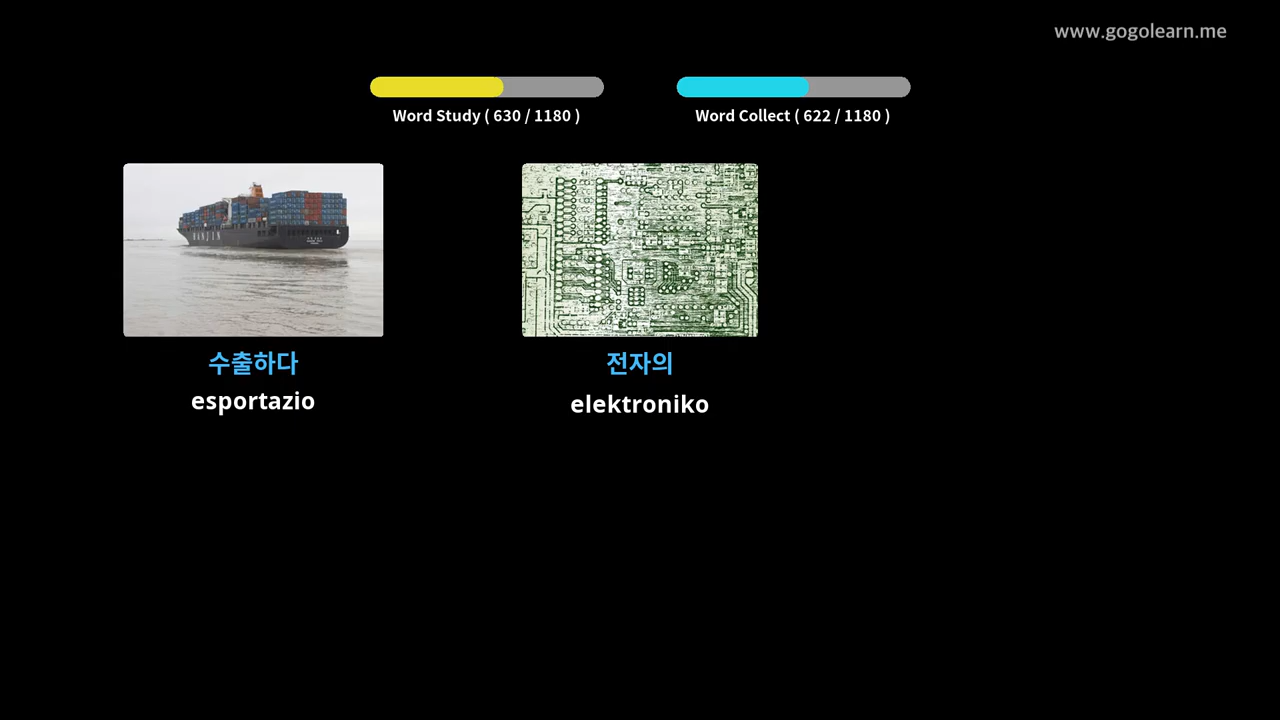 www.gogolearn.me
Word Study ( 630 / 1180 )
Word Collect ( 622 / 1180 )
HANJIN
수출하다
전자의
esportazio
elektroniko